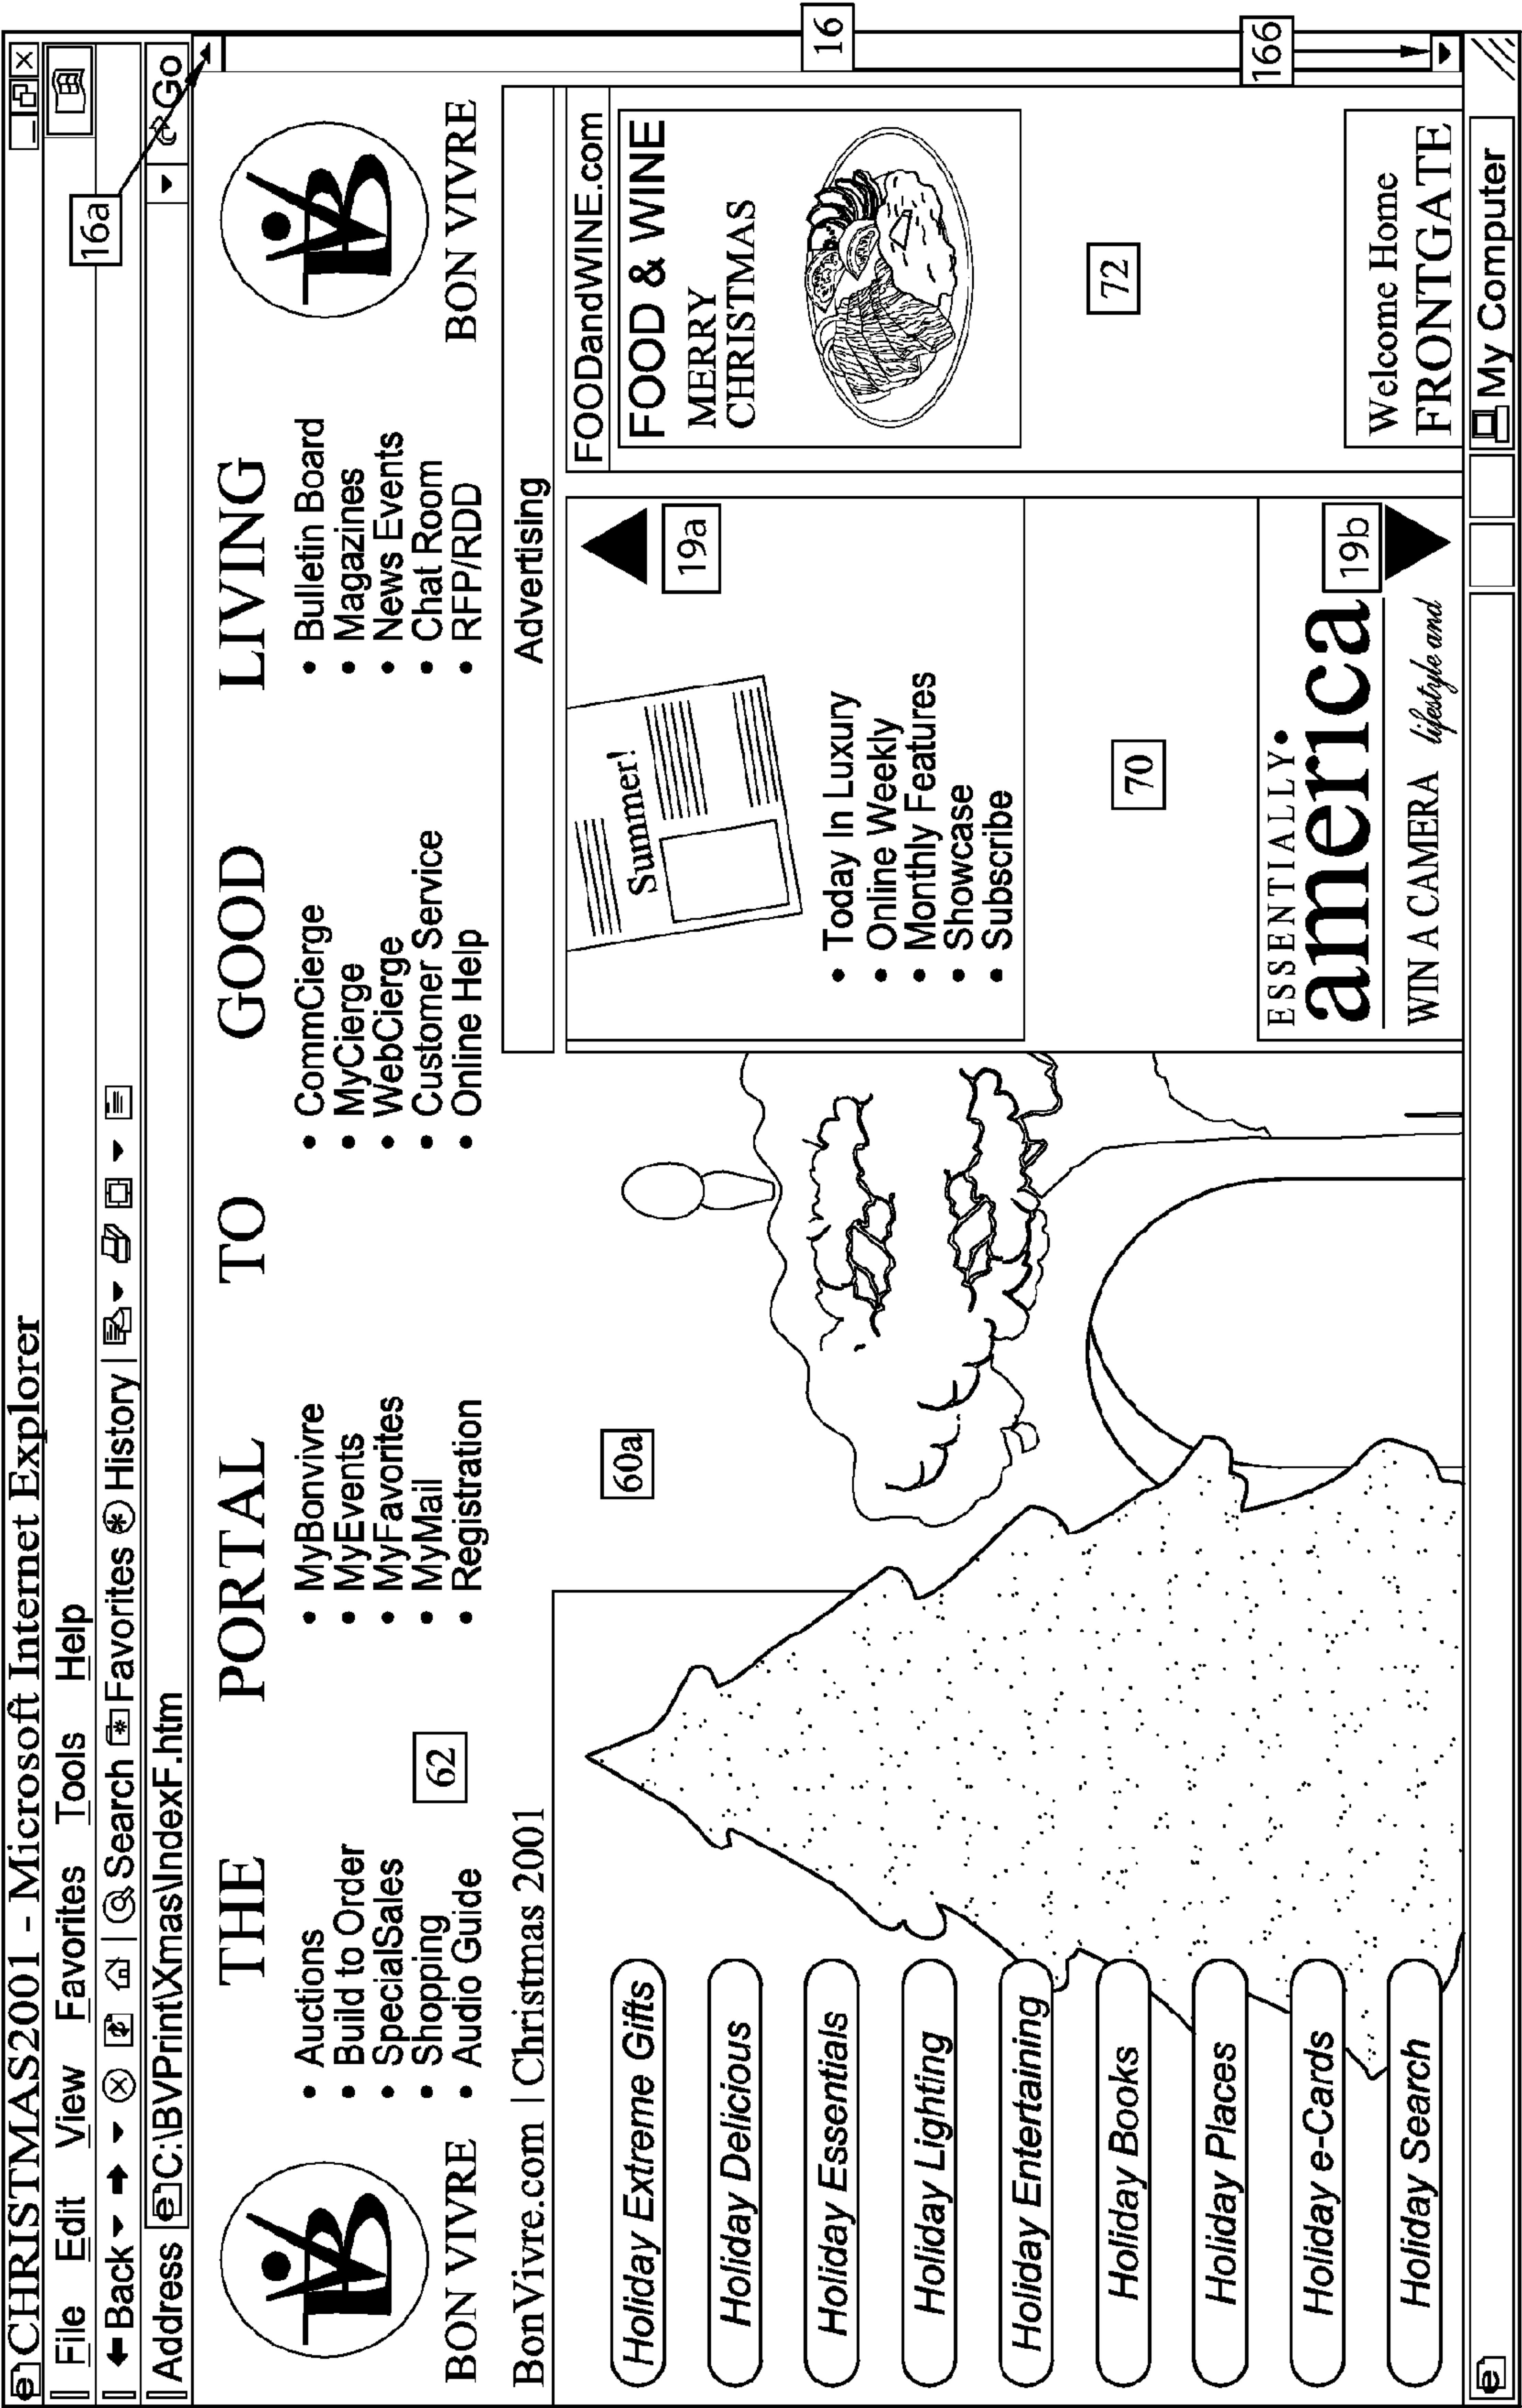 CHRISTMAS2001 - Microsoft Internet Explorer
File Edit View Favorites Tools Help
Back Search Favorites History
Address C:\BVPrint\Xmas\IndexF.htm Go
16a
THE PORTAL TO GOOD LIVING
BON VIVRE
• Auctions
• Build to Order
• SpecialSales
• Shopping
• Audio Guide
62
• MyBonvivre
• MyEvents
• MyFavorites
• MyMail
• Registration
• CommCierge
• MyCierge
• WebCierge
• Customer Service
• Online Help
• Bulletin Board
• Magazines
• News Events
• Chat Room
• RFP/RDD
BON VIVRE
BonVivre.com | Christmas 2001
Holiday Extreme Gifts
Holiday Delicious
Holiday Essentials
Holiday Lighting
Holiday Entertaining
Holiday Books
Holiday Places
Holiday e-Cards
Holiday Search
60a
Advertising
Summer!
19a
• Today In Luxury
• Online Weekly
• Monthly Features
• Showcase
• Subscribe
70
ESSENTIALLY•
america
19b
WIN A CAMERA lifestyle and
FOODandWINE.com
FOOD & WINE
MERRY
CHRISTMAS
72
Welcome Home
FRONTGATE
16
166
My Computer